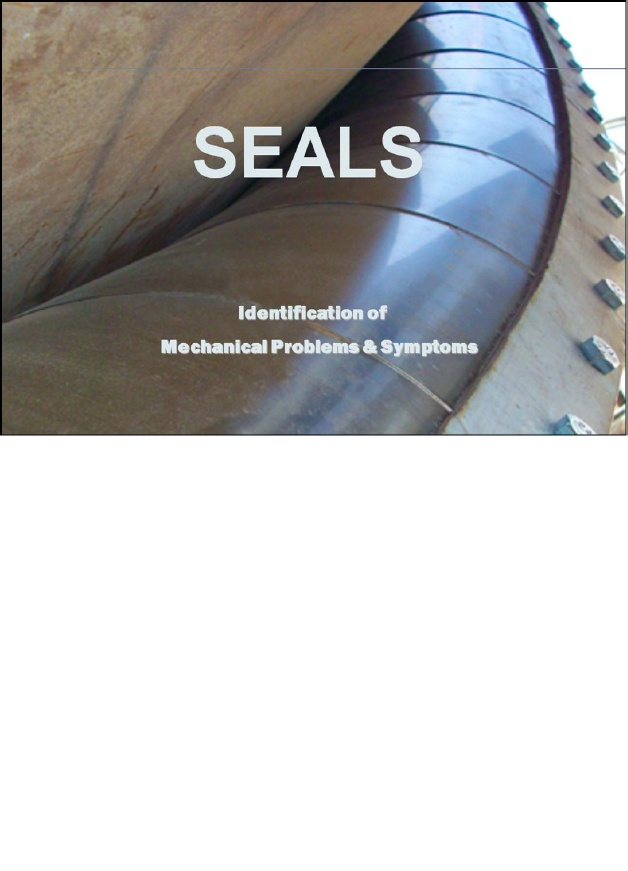 SEALS
Identification of
Mechanical Problems & Symptoms